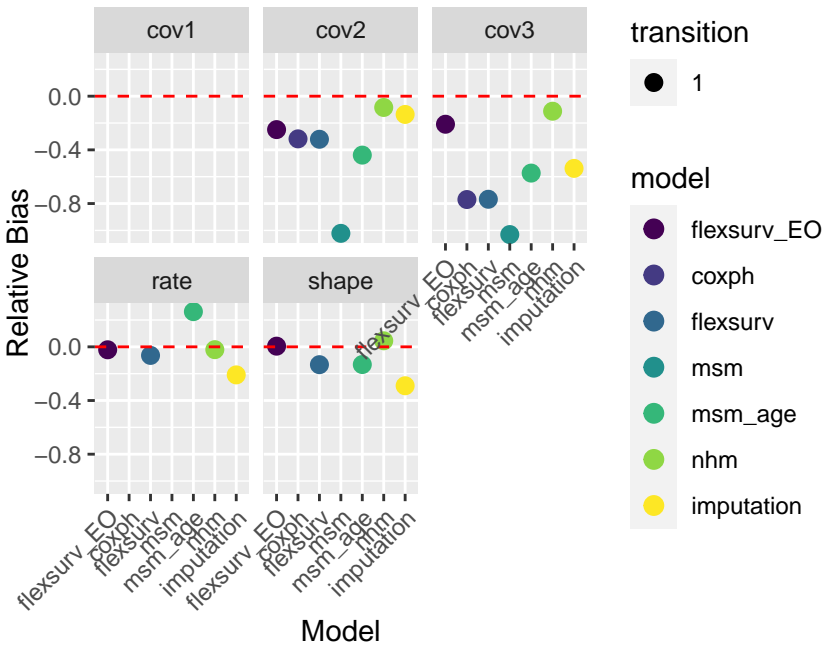 cov1
cov2
cov3
0.0
−0.4
−0.8
rate
shape
0.0
−0.4
−0.8
flexsurv_EO
coxph
flexsurv
msm
msm_age
nhm
imputation
flexsurv_EO
coxph
flexsurv
msm
msm_age
nhm
imputation
flexsurv_EO
coxph
flexsurv
msm
msm_age
nhm
imputation
Model
Relative Bias
transition
1
model
flexsurv_EO
coxph
flexsurv
msm
msm_age
nhm
imputation